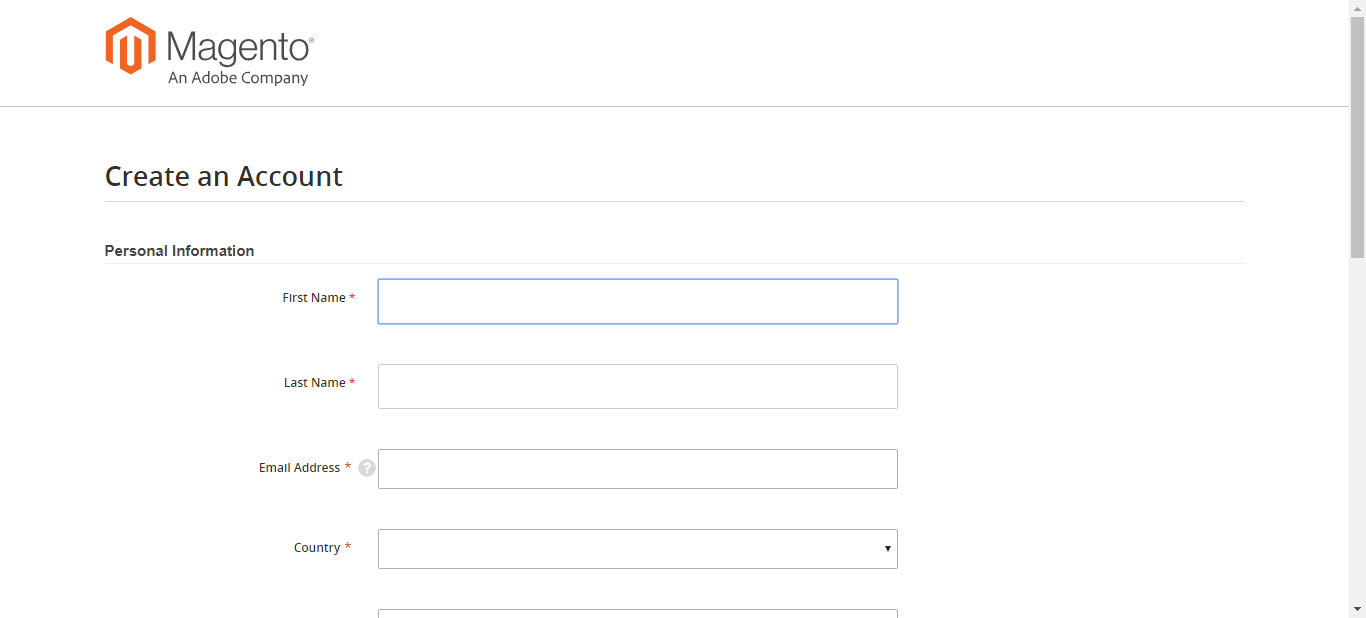 Magento®
An Adobe Company
Create an Account
Personal Information
First Name *
Last Name *
Email Address * ?
Country *